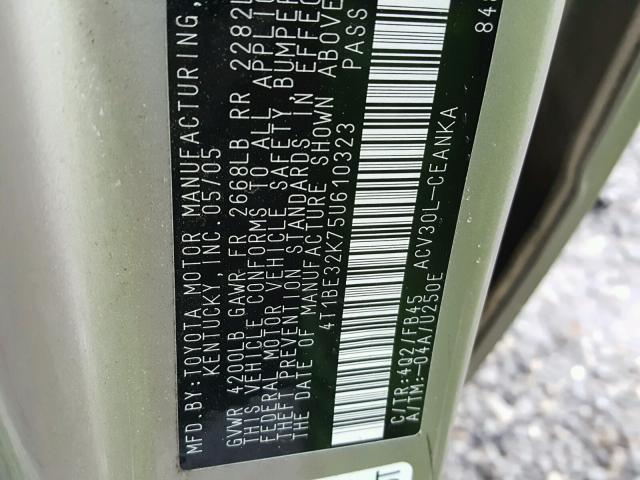 MFD. BY: TOYOTA MOTOR MANUFACTURING,
KENTUCKY, INC. 05/05
GVWR 4200LB GAWR FR 2668LB RR 2282L
THIS VEHICLE CONFORMS TO ALL APPLIC
FEDERAL MOTOR VEHICLE SAFETY, BUMPER
THEFT PREVENTION STANDARDS IN EFFEC
THE DATE OF MANUFACTURE SHOWN ABOVE
4T1BE32K75U610323 PASS
C/TR:4Q2/FB45
A/TM:-04A/U250E ACV30L-CEANKA